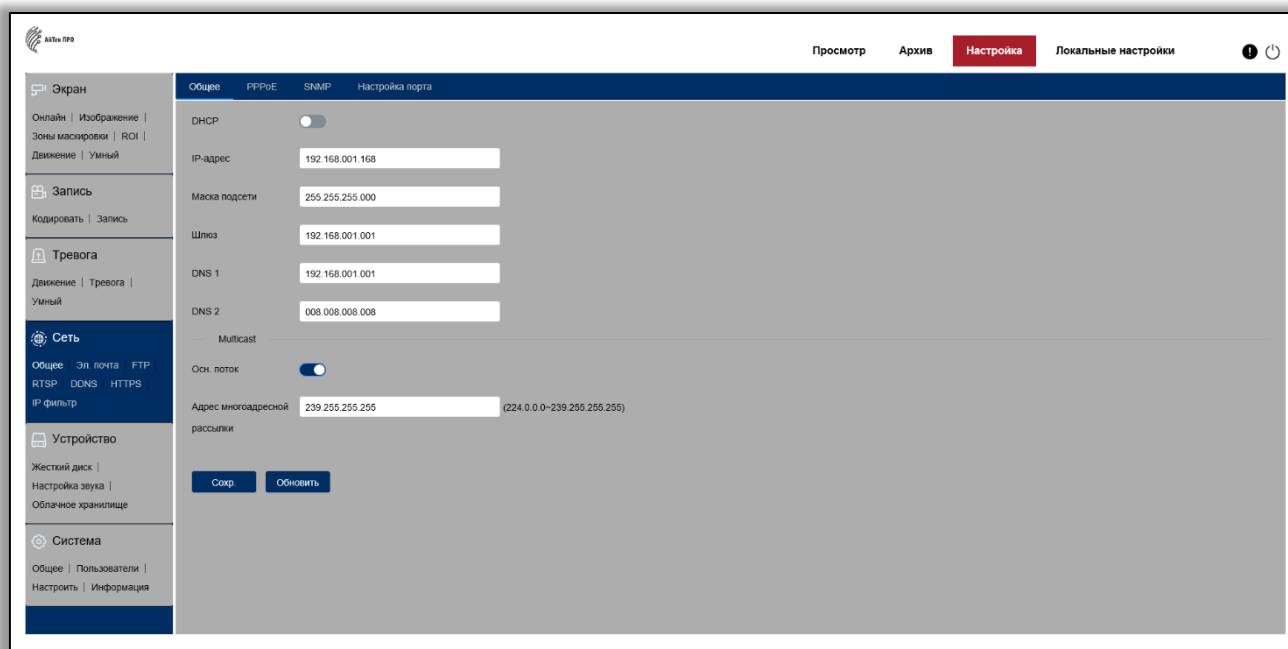 АйТек ПРО
Просмотр Архив Настройка Локальные настройки
Экран
Онлайн | Изображение |
Зоны маскировки | ROI |
Движение | Умный
Запись
Кодировать | Запись
Тревога
Движение | Тревога |
Умный
Сеть
Общее | Эл. почта | FTP |
RTSP | DDNS | HTTPS |
IP фильтр
Устройство
Жесткий диск |
Настройка звука |
Облачное хранилище
Система
Общее | Пользователи |
Настроить | Информация
Общее PPPoE SNMP Настройка порта
DHCP
IP-адрес 192.168.001.168
Маска подсети 255.255.255.000
Шлюз 192.168.001.001
DNS 1 192.168.001.001
DNS 2 008.008.008.008
Multicast
Осн. поток
Адрес многоадресной 239.255.255.255 (224.0.0.0~239.255.255.255)
рассылки
Сохр. Обновить